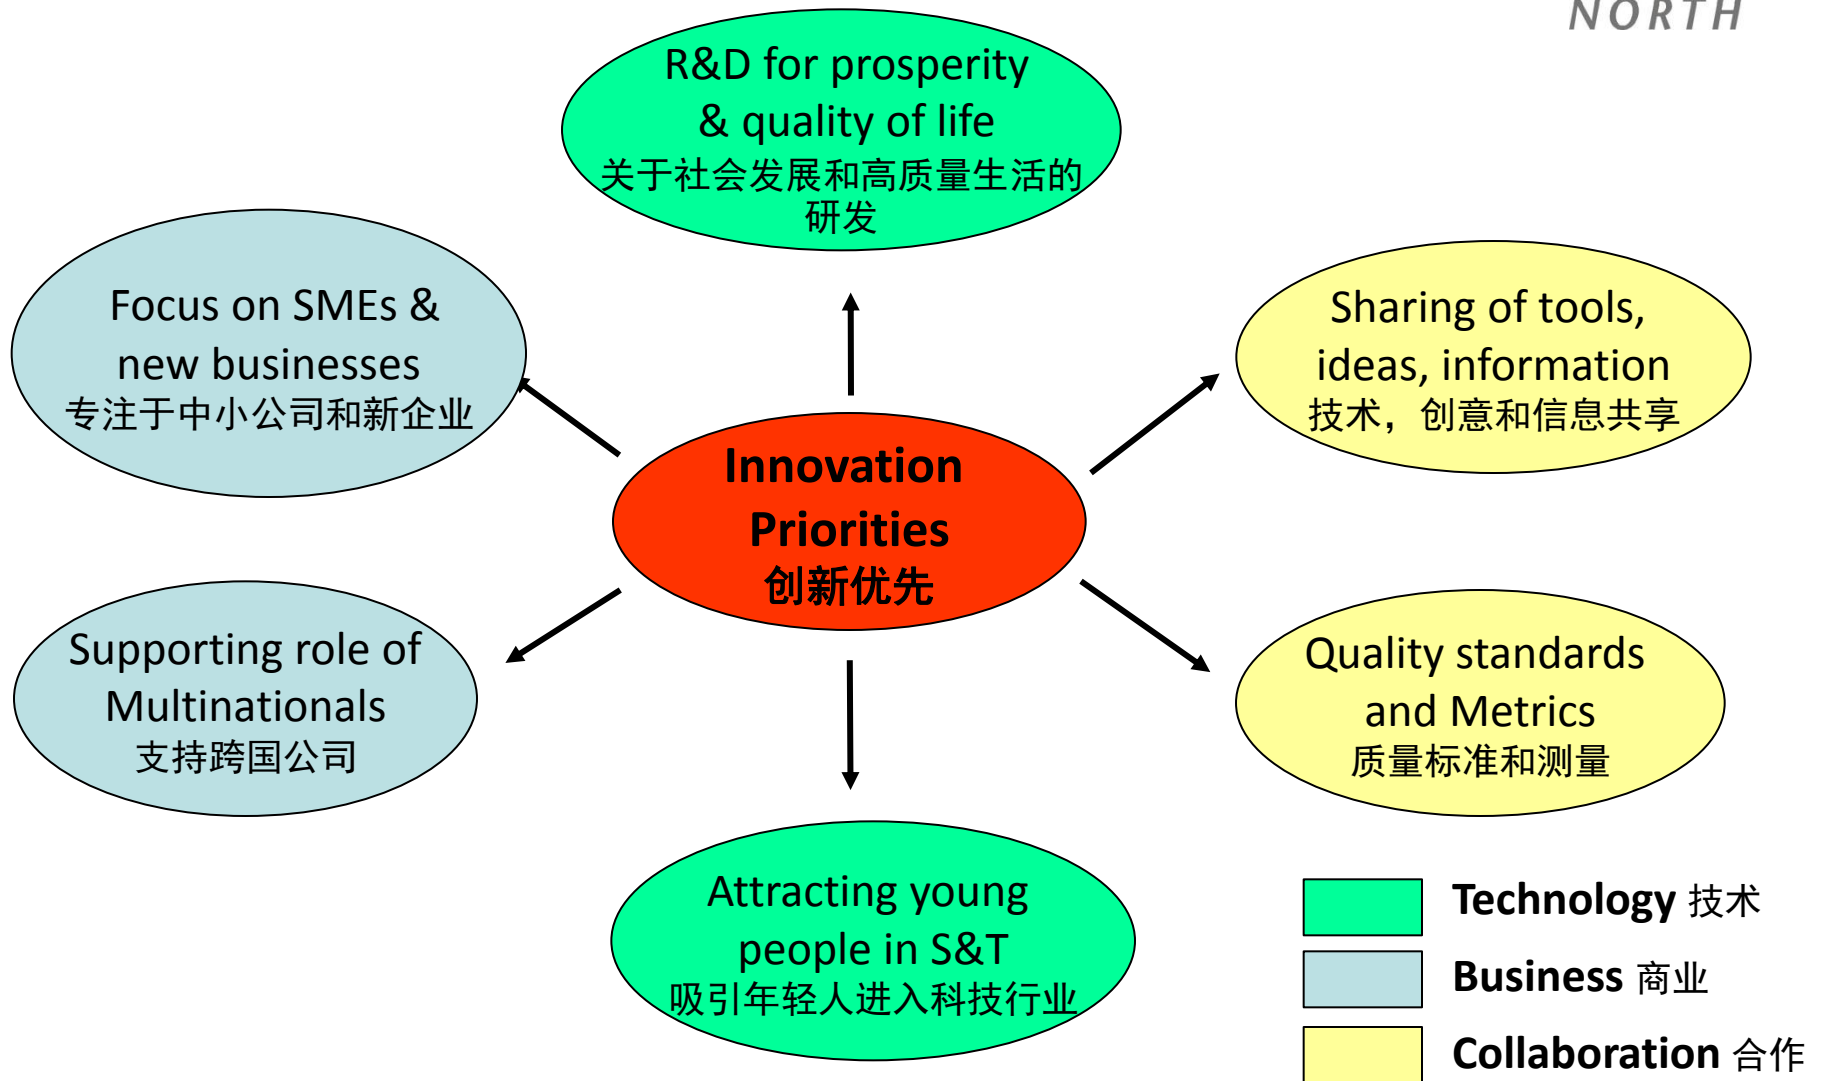 NORTH
R&D for prosperity
& quality of life
关于社会发展和高质量生活的
研发
Focus on SMEs &
new businesses
专注于中小公司和新企业
Sharing of tools,
ideas, information
技术，创意和信息共享
Innovation
Priorities
创新优先
Supporting role of
Multinationals
支持跨国公司
Quality standards
and Metrics
质量标准和测量
Attracting young
people in S&T
吸引年轻人进入科技行业
Technology 技术
Business 商业
Collaboration 合作